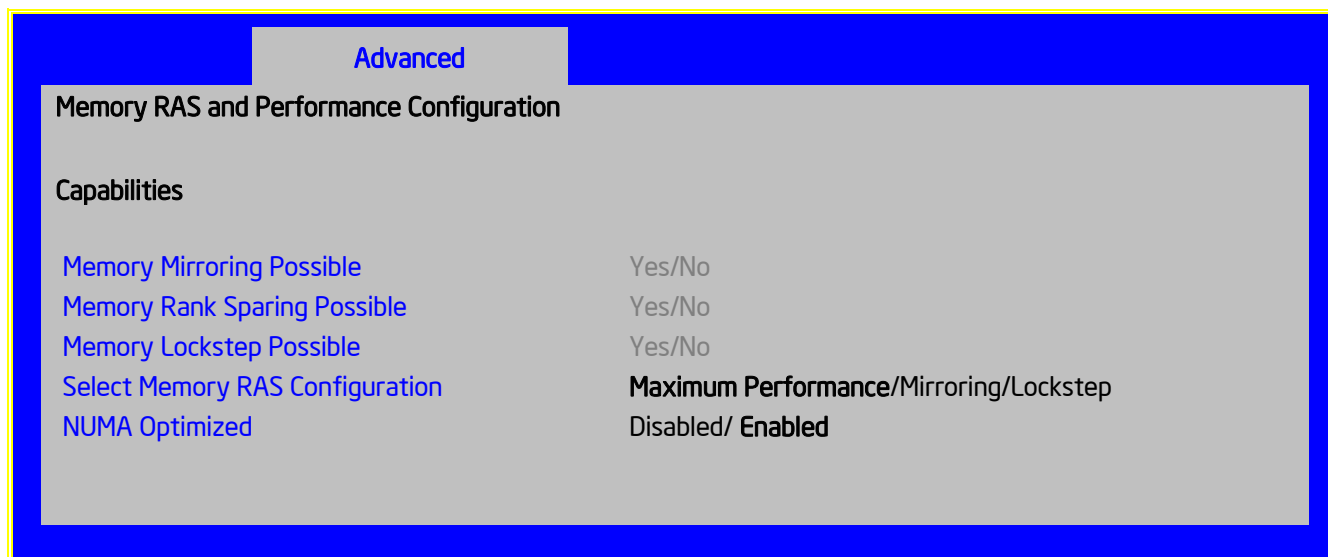 Advanced
Memory RAS and Performance Configuration
Capabilities
Memory Mirroring Possible Yes/No
Memory Rank Sparing Possible Yes/No
Memory Lockstep Possible Yes/No
Select Memory RAS Configuration Maximum Performance/Mirroring/Lockstep
NUMA Optimized Disabled/ Enabled